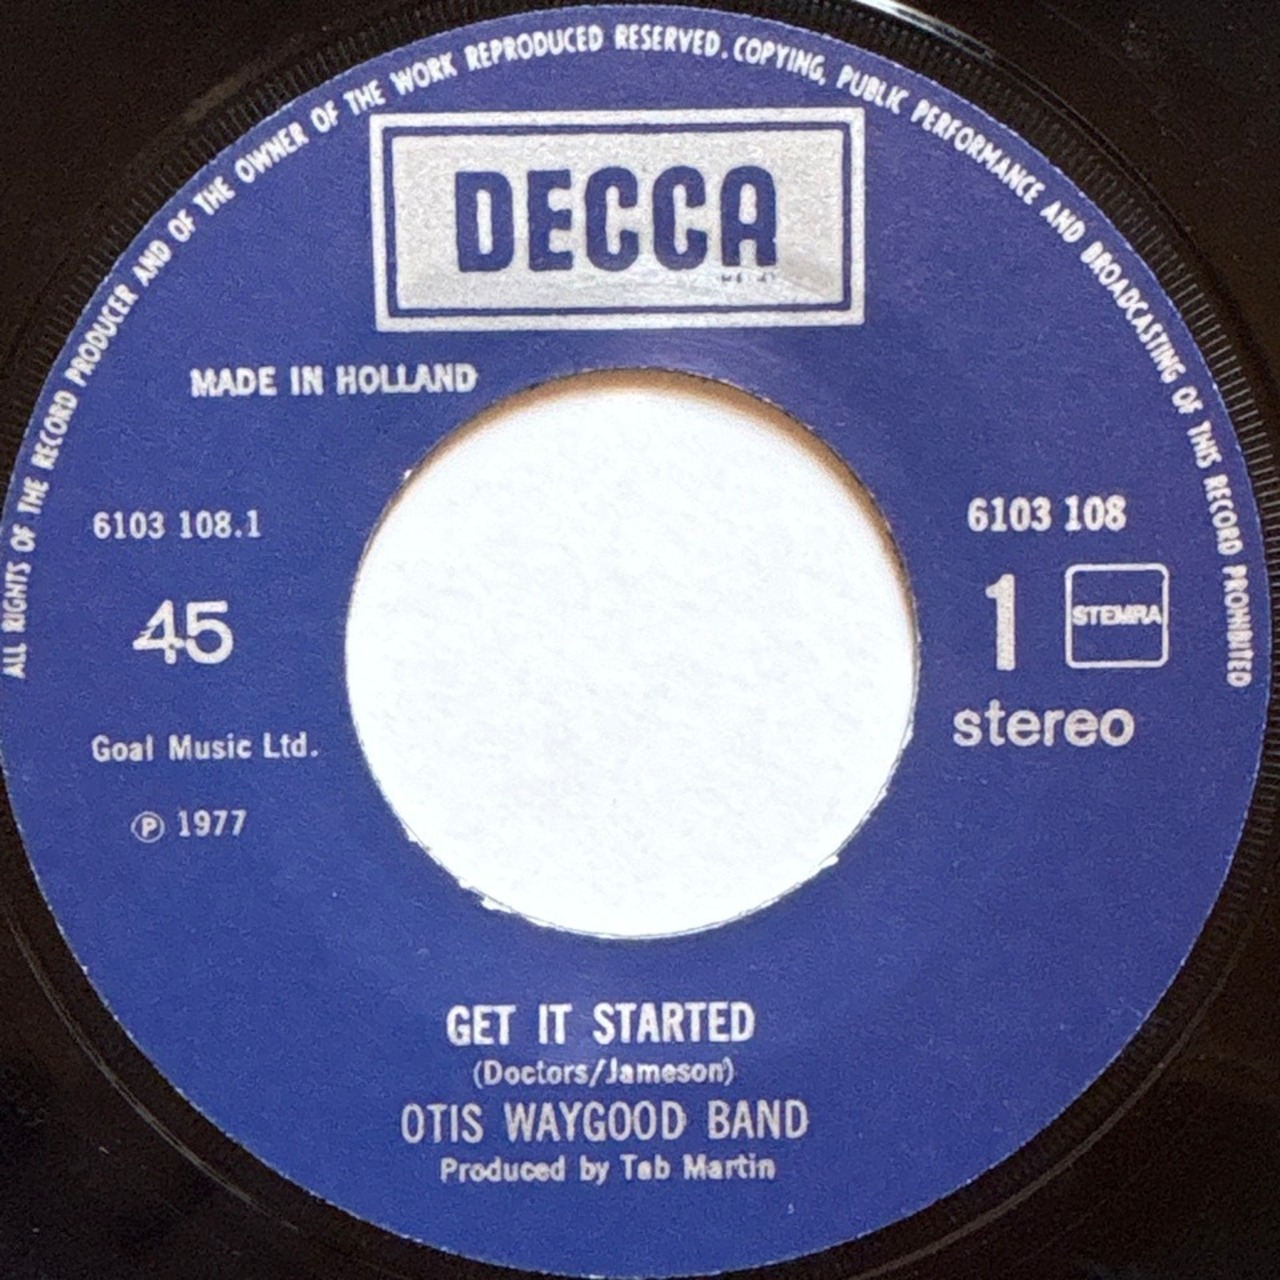 ALL RIGHTS OF THE RECORD PRODUCER AND OF THE OWNER OF THE WORK REPRODUCED RESERVED. COPYING, PUBLIC PERFORMANCE AND BROADCASTING OF THIS RECORD PROHIBITED
DECCA
MADE IN HOLLAND
6103 108.1
45
Goal Music Ltd.
℗ 1977
6103 108
1 STEMRA
stereo
GET IT STARTED
(Doctors/Jameson)
OTIS WAYGOOD BAND
Produced by Tab Martin